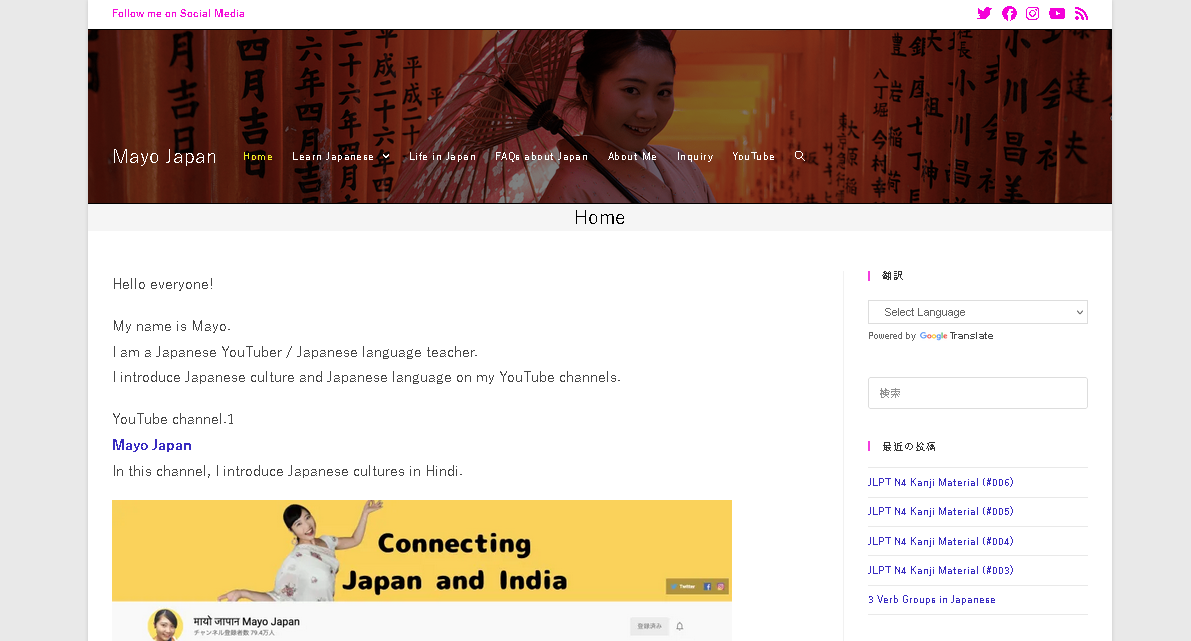 Follow me on Social Media
Mayo Japan
Home
Learn Japanese
Life in Japan
FAQs about Japan
About Me
Inquiry
YouTube
Home
Hello everyone!
My name is Mayo.
I am a Japanese YouTuber / Japanese language teacher.
I introduce Japanese culture and Japanese language on my YouTube channels.
YouTube channel.1
Mayo Japan
In this channel, I introduce Japanese cultures in Hindi.
Connecting
Japan and India
Twitter
मायो जापान Mayo Japan
チャンネル登録者数 79.4万人
登録済み
翻訳
Select Language
Powered by Google Translate
検索
最近の投稿
JLPT N4 Kanji Material (#006)
JLPT N4 Kanji Material (#005)
JLPT N4 Kanji Material (#004)
JLPT N4 Kanji Material (#003)
3 Verb Groups in Japanese